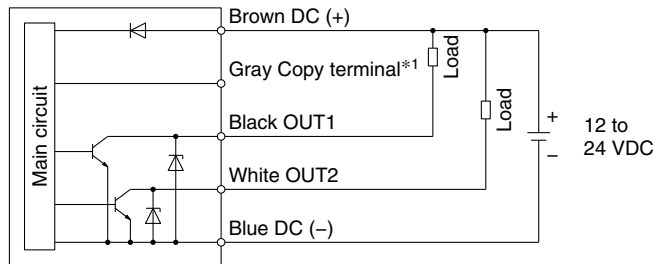 Brown DC (+)
Gray Copy terminal*1
Black OUT1
White OUT2
Blue DC (−)
Main circuit
Load
Load
+
12 to
24 VDC
−